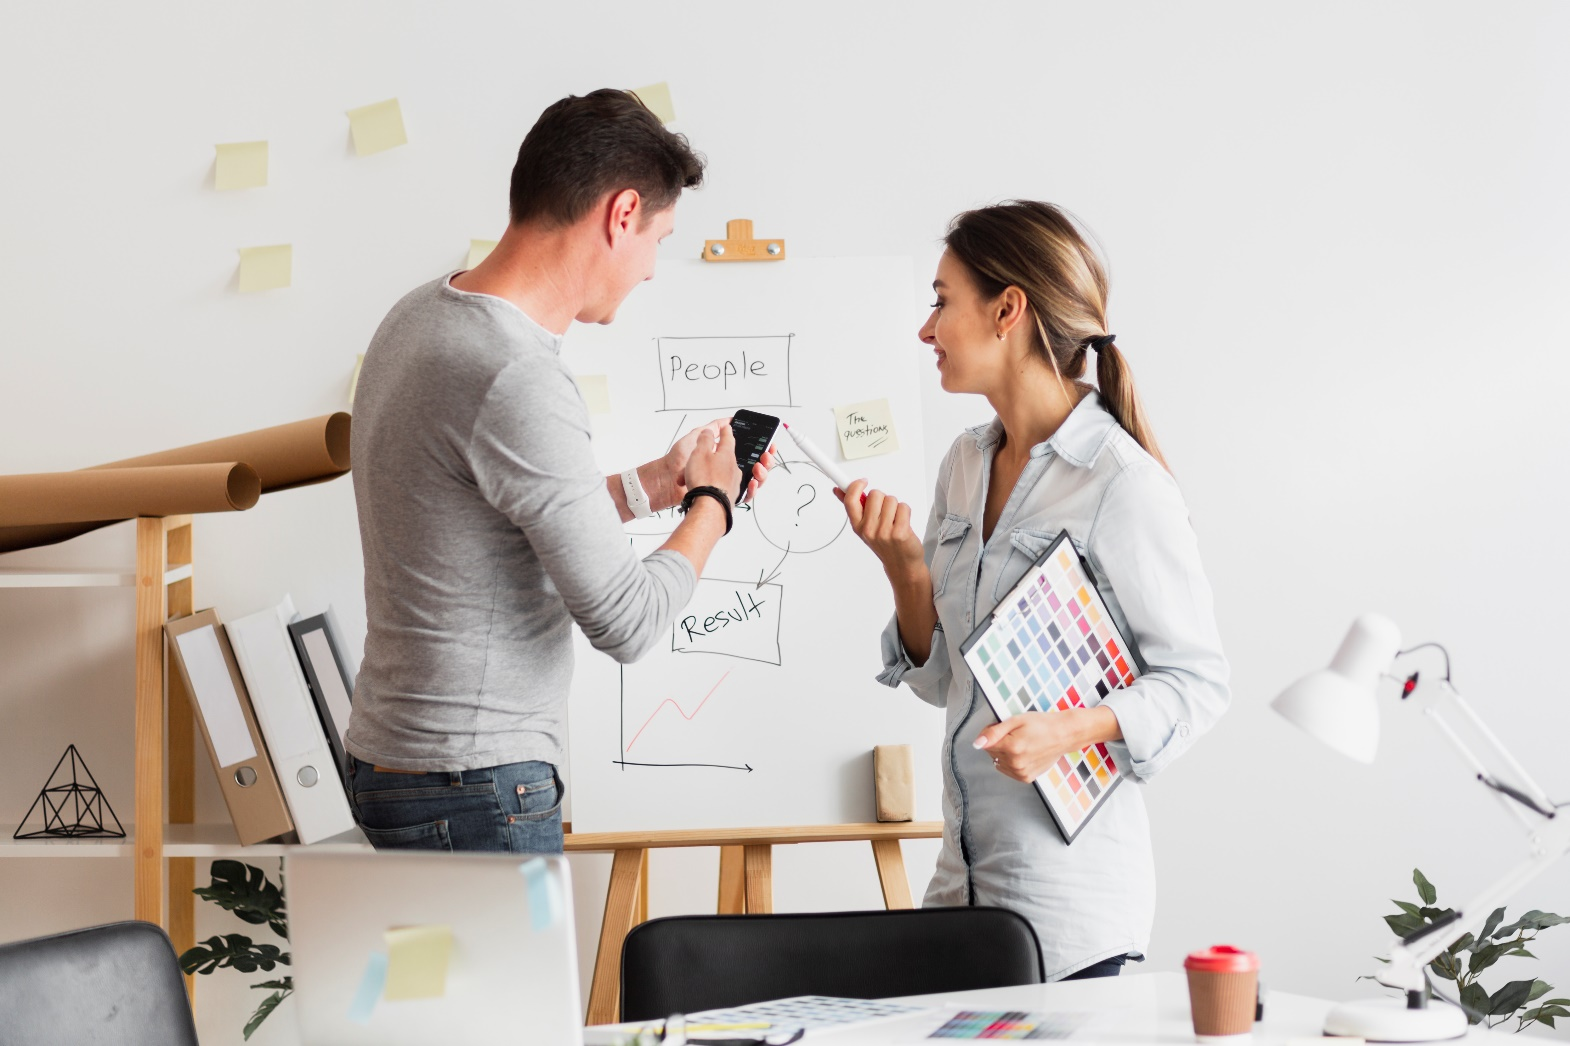 People
The
questions
?
Result